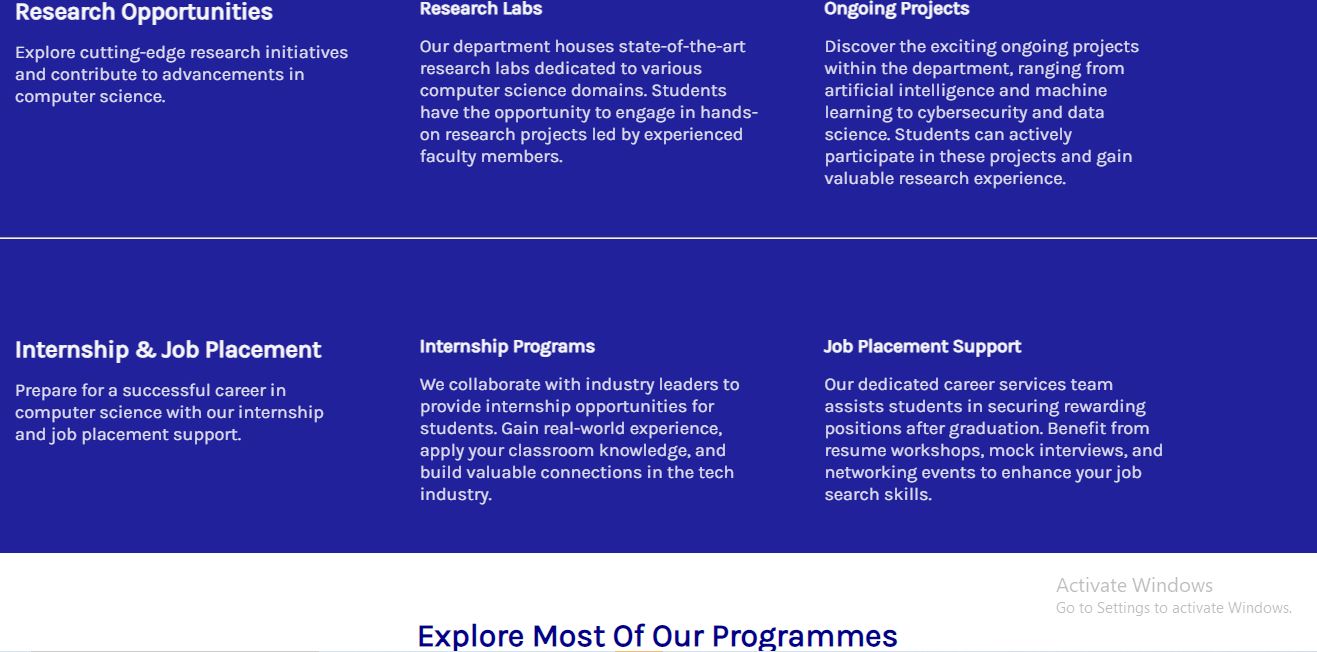 Research Opportunities
Explore cutting-edge research initiatives
and contribute to advancements in
computer science.
Research Labs
Our department houses state-of-the-art
research labs dedicated to various
computer science domains. Students
have the opportunity to engage in hands-
on research projects led by experienced
faculty members.
Ongoing Projects
Discover the exciting ongoing projects
within the department, ranging from
artificial intelligence and machine
learning to cybersecurity and data
science. Students can actively
participate in these projects and gain
valuable research experience.
Internship & Job Placement
Prepare for a successful career in
computer science with our internship
and job placement support.
Internship Programs
We collaborate with industry leaders to
provide internship opportunities for
students. Gain real-world experience,
apply your classroom knowledge, and
build valuable connections in the tech
industry.
Job Placement Support
Our dedicated career services team
assists students in securing rewarding
positions after graduation. Benefit from
resume workshops, mock interviews, and
networking events to enhance your job
search skills.
Activate Windows
Go to Settings to activate Windows.
Explore Most Of Our Programmes